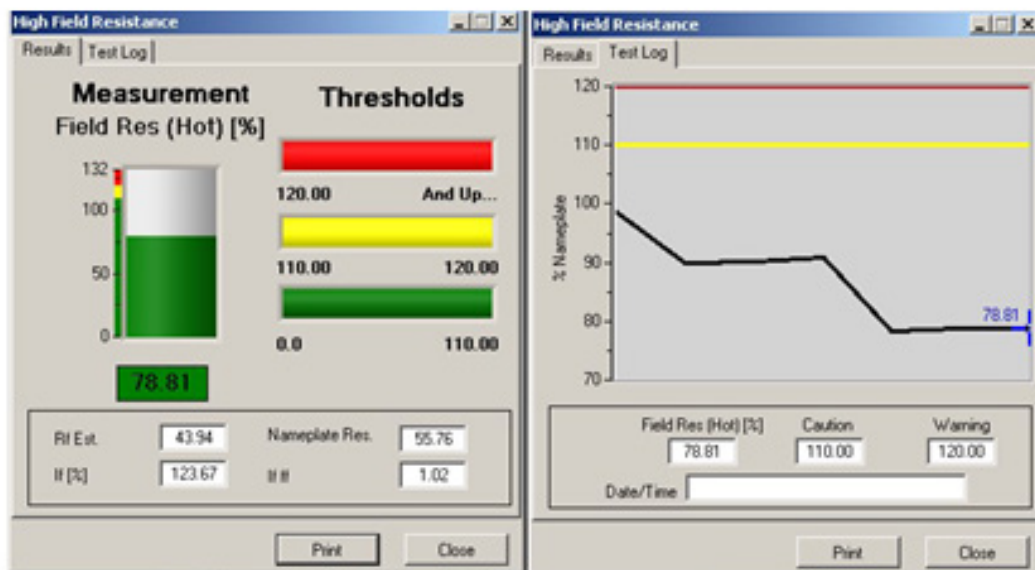 High Field Resistance
Results Test Log
Measurement
Field Res (Hot) [%]
132
100
50
0
78.81
Thresholds
120.00 And Up...
110.00 120.00
0.0 110.00
Rf Est. 43.94 Nameplate Res. 55.76
If [%] 123.67 If ff 1.02
Print Close
High Field Resistance
Results Test Log
% Nameplate
120
110
100
90
80
70
78.81
Field Res (Hot) [%] Caution Warning
78.81 110.00 120.00
Date/Time
Print Close